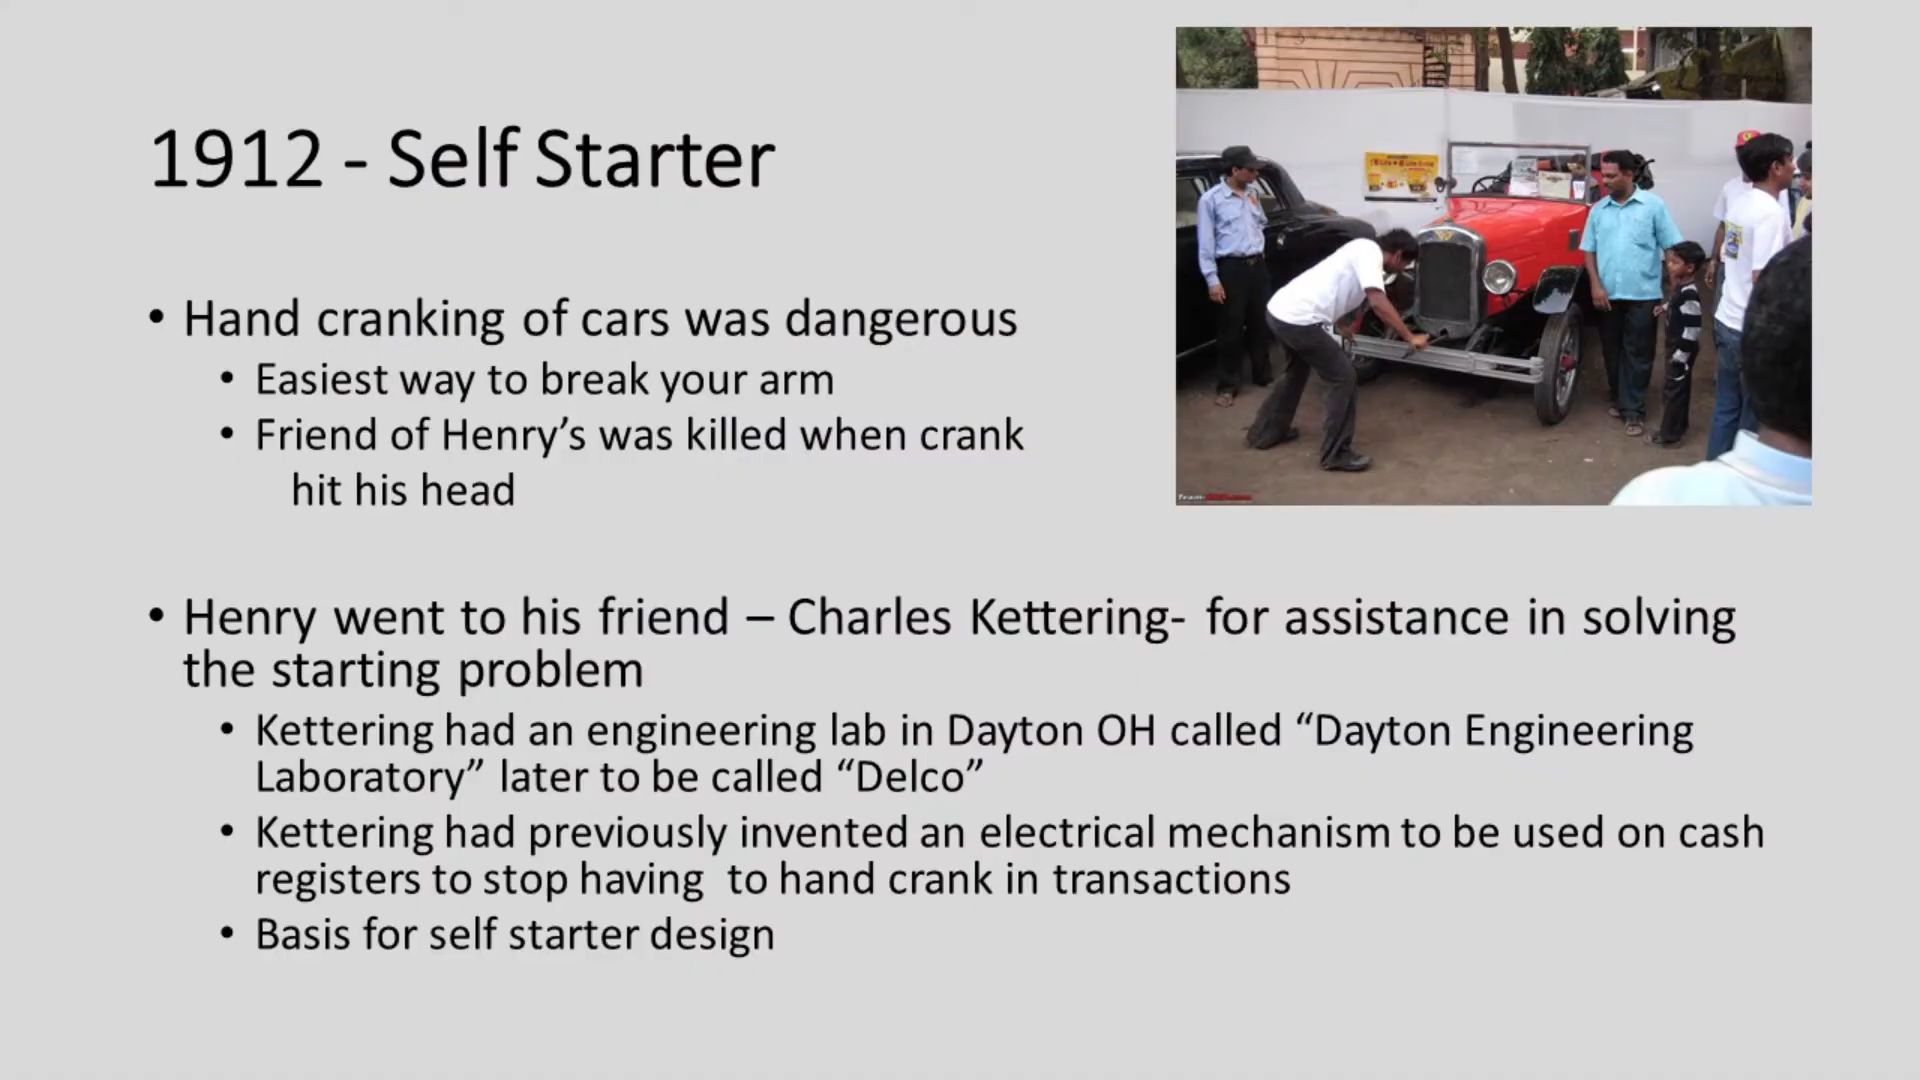 1912 - Self Starter
• Hand cranking of cars was dangerous
• Easiest way to break your arm
• Friend of Henry’s was killed when crank
hit his head
• Henry went to his friend – Charles Kettering- for assistance in solving
the starting problem
• Kettering had an engineering lab in Dayton OH called “Dayton Engineering
Laboratory” later to be called “Delco”
• Kettering had previously invented an electrical mechanism to be used on cash
registers to stop having  to hand crank in transactions
• Basis for self starter design